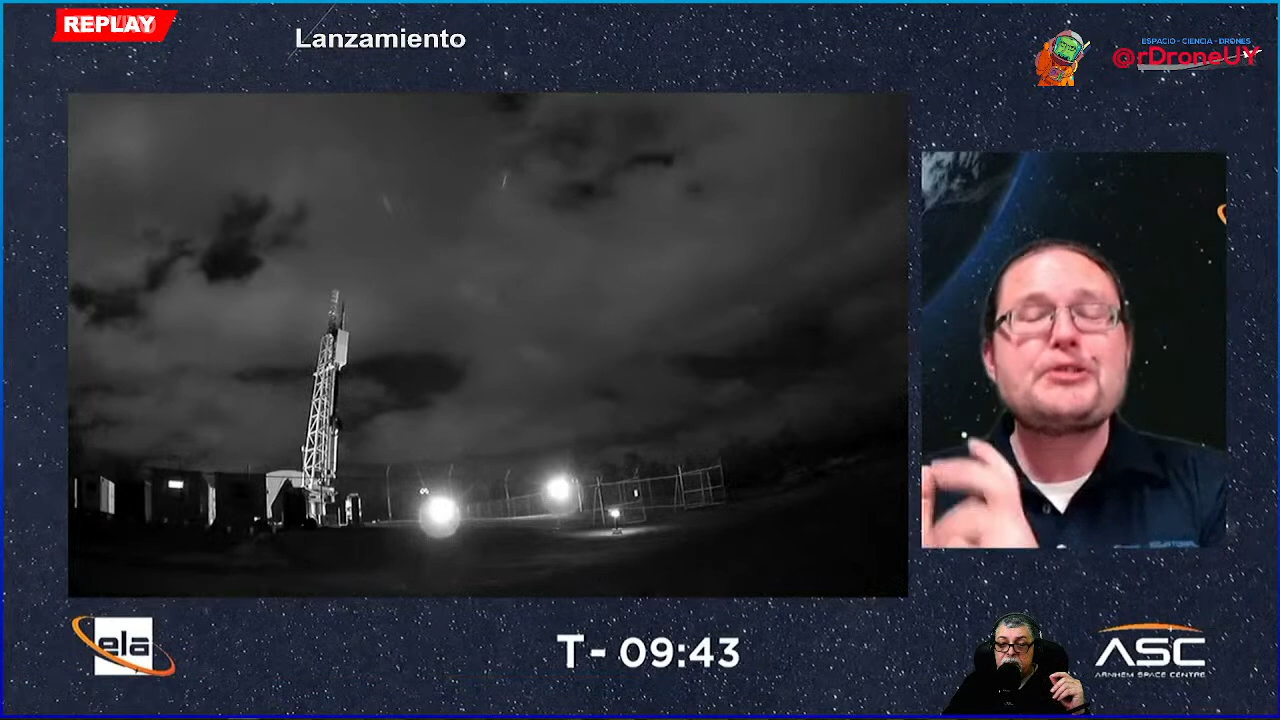 REPLAY
Lanzamiento
ESPACIO - CIENCIA - DRONES
@rDroneUY
ela
T- 09:43
ASC
ARNHEM SPACE CENTRE